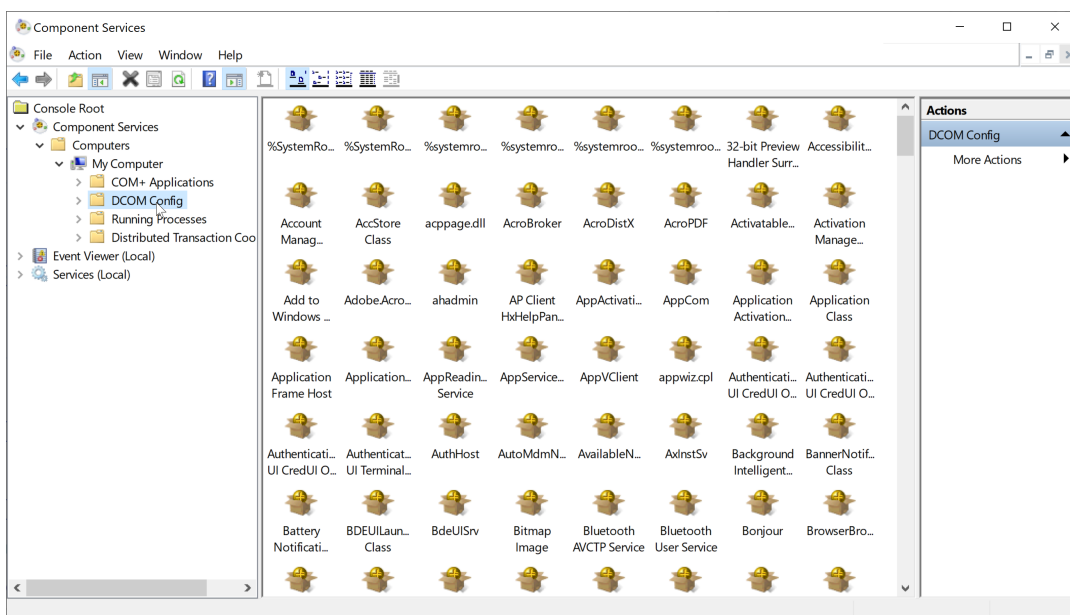 Component Services
File Action View Window Help
Console Root
Component Services
Computers
My Computer
COM+ Applications
DCOM Config
Running Processes
Distributed Transaction Coo
Event Viewer (Local)
Services (Local)
%SystemRo... %SystemRo... %systemro... %systemro... %systemroo... %systemroo... 32-bit Preview Accessibilit...
Handler Surr...
Account AccStore acppage.dll AcroBroker AcroDistX AcroPDF Activatable... Activation
Manag... Class Manage...
Add to Adobe.Acro... ahadmin AP Client AppActivati... AppCom Application Application
Windows ... HxHelpPan... Activation... Class
Application Application... AppReadin... AppService... AppVClient appwiz.cpl Authenticati... Authenticati...
Frame Host Service UI CredUI O... UI CredUI O...
Authenticati... Authenticat... AuthHost AutoMdmN... AvailableN... AxInstSv Background BannerNotif...
UI CredUI O... UI Terminal... Intelligent... Class
Battery BDEUILaun... BdeUISrv Bitmap Bluetooth Bluetooth Bonjour BrowserBro...
Notificati... Class Image AVCTP Service User Service
Actions
DCOM Config
More Actions